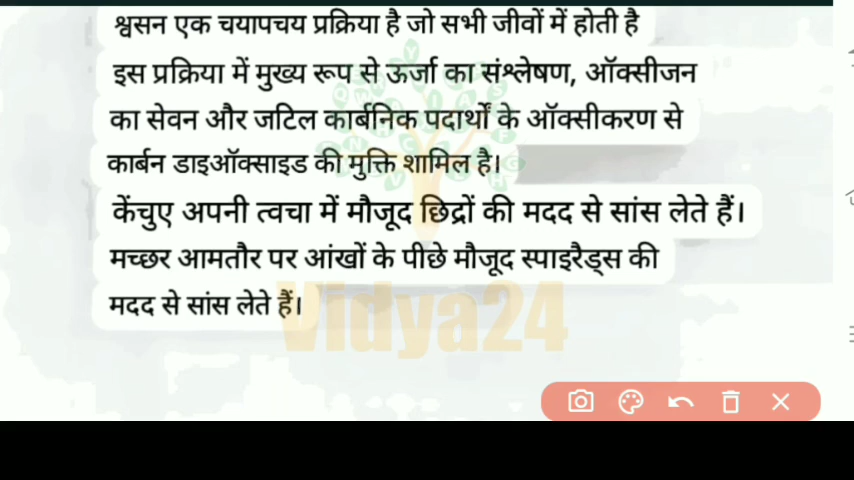 श्वसन एक चयापचय प्रक्रिया है जो सभी जीवों में होती है
इस प्रक्रिया में मुख्य रूप से ऊर्जा का संश्लेषण, ऑक्सीजन
का सेवन और जटिल कार्बनिक पदार्थों के ऑक्सीकरण से
कार्बन डाइऑक्साइड की मुक्ति शामिल है।
केंचुए अपनी त्वचा में मौजूद छिद्रों की मदद से सांस लेते हैं।
मच्छर आमतौर पर आंखों के पीछे मौजूद स्पाइरैड्स की
मदद से सांस लेते हैं।
Vidya24